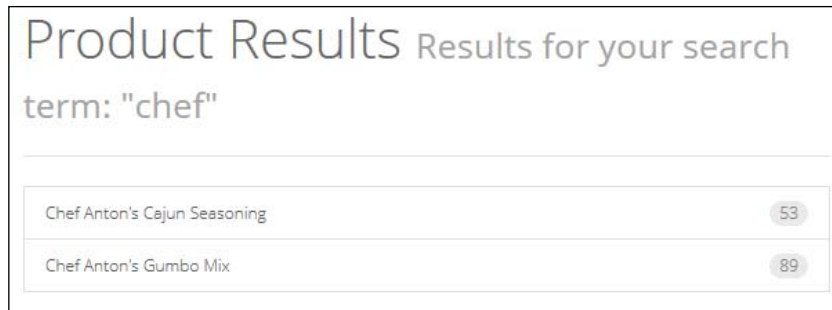 Product Results Results for your search
term: "chef"
Chef Anton's Cajun Seasoning 53
Chef Anton's Gumbo Mix 89